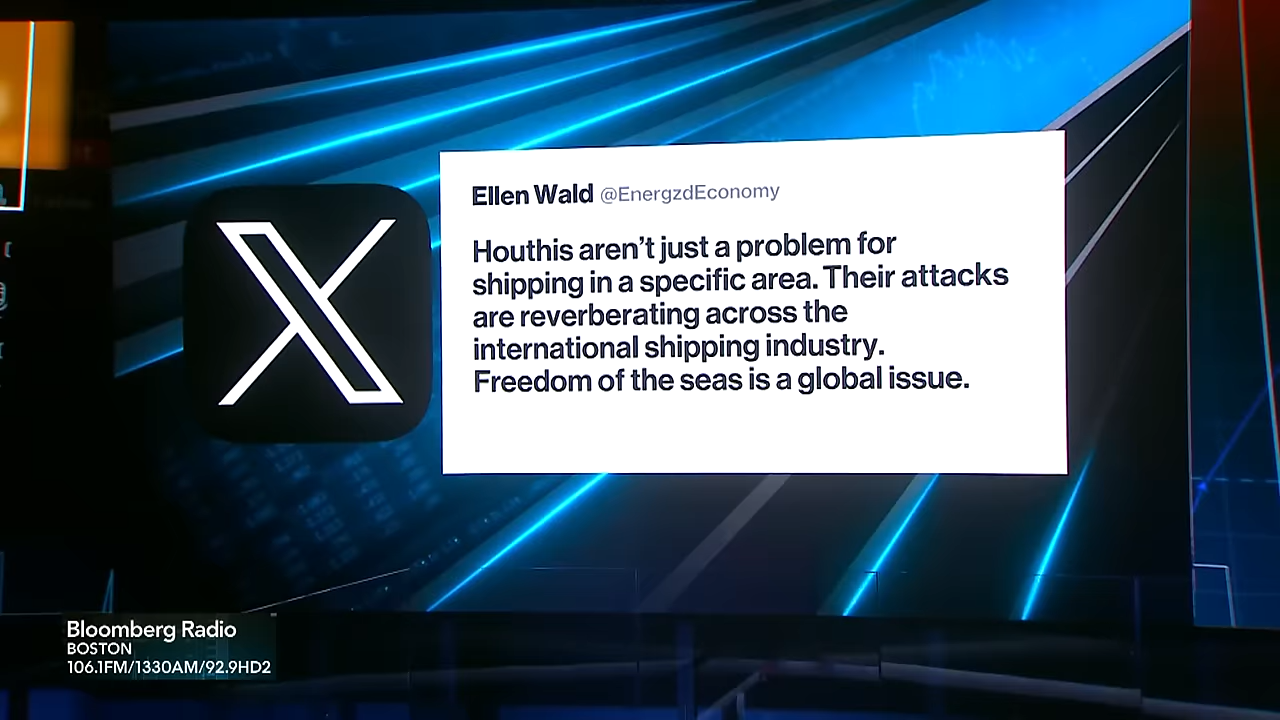 Ellen Wald @EnergzdEconomy
Houthis aren't just a problem for
shipping in a specific area. Their attacks
are reverberating across the
international shipping industry.
Freedom of the seas is a global issue.
Bloomberg Radio
BOSTON
106.1FM/1330AM/92.9HD2